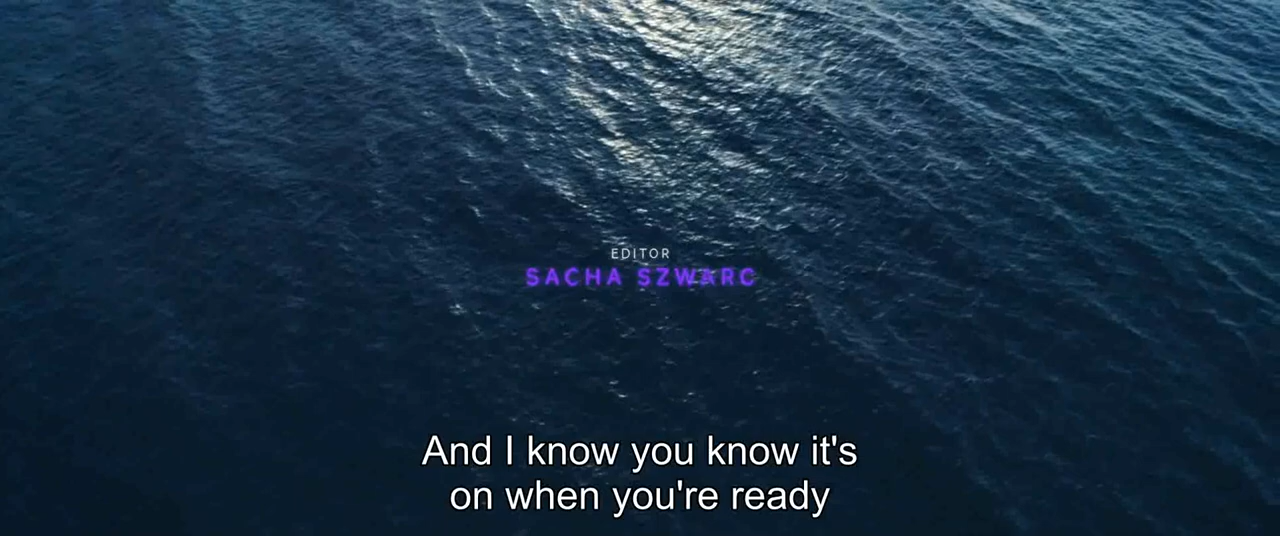 EDITOR
SACHA SZWARC
And I know you know it's
on when you're ready